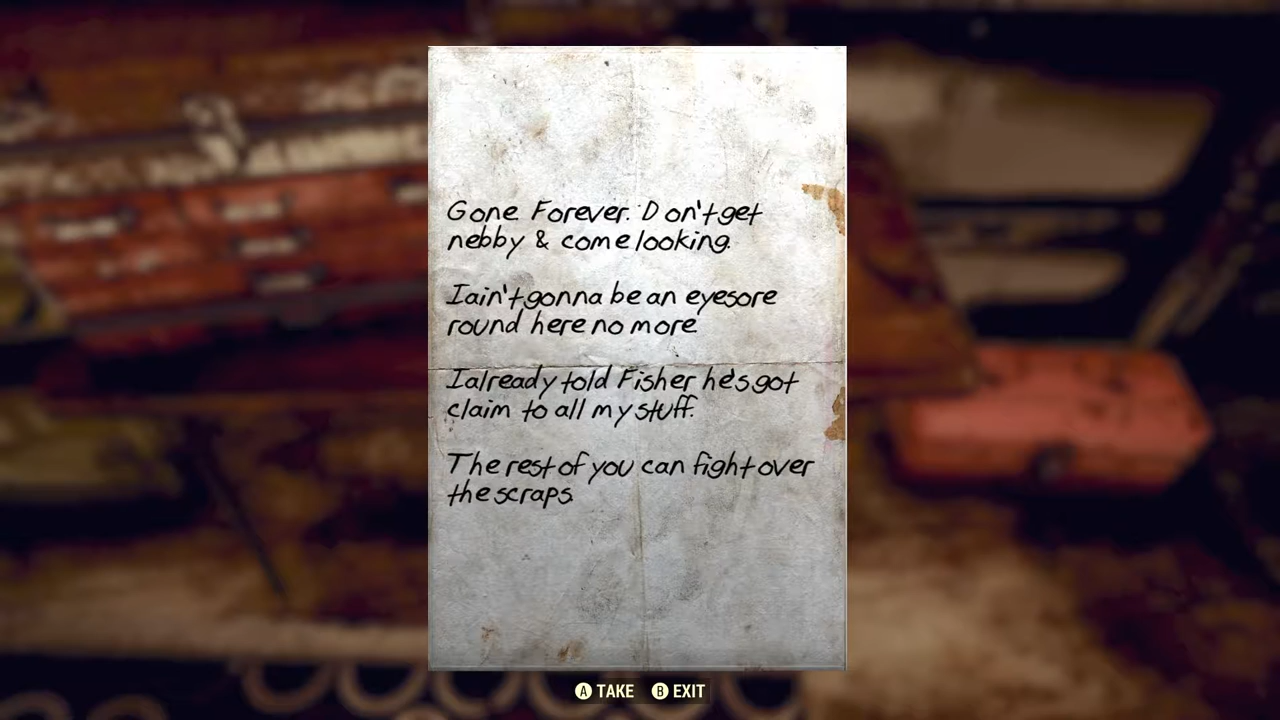 Gone Forever. Don't get
nebby & come looking.
I ain't gonna be an eyesore
round here no more
I already told Fisher he's got
claim to all my stuff.
The rest of you can fight over
the scraps.
A TAKE B EXIT